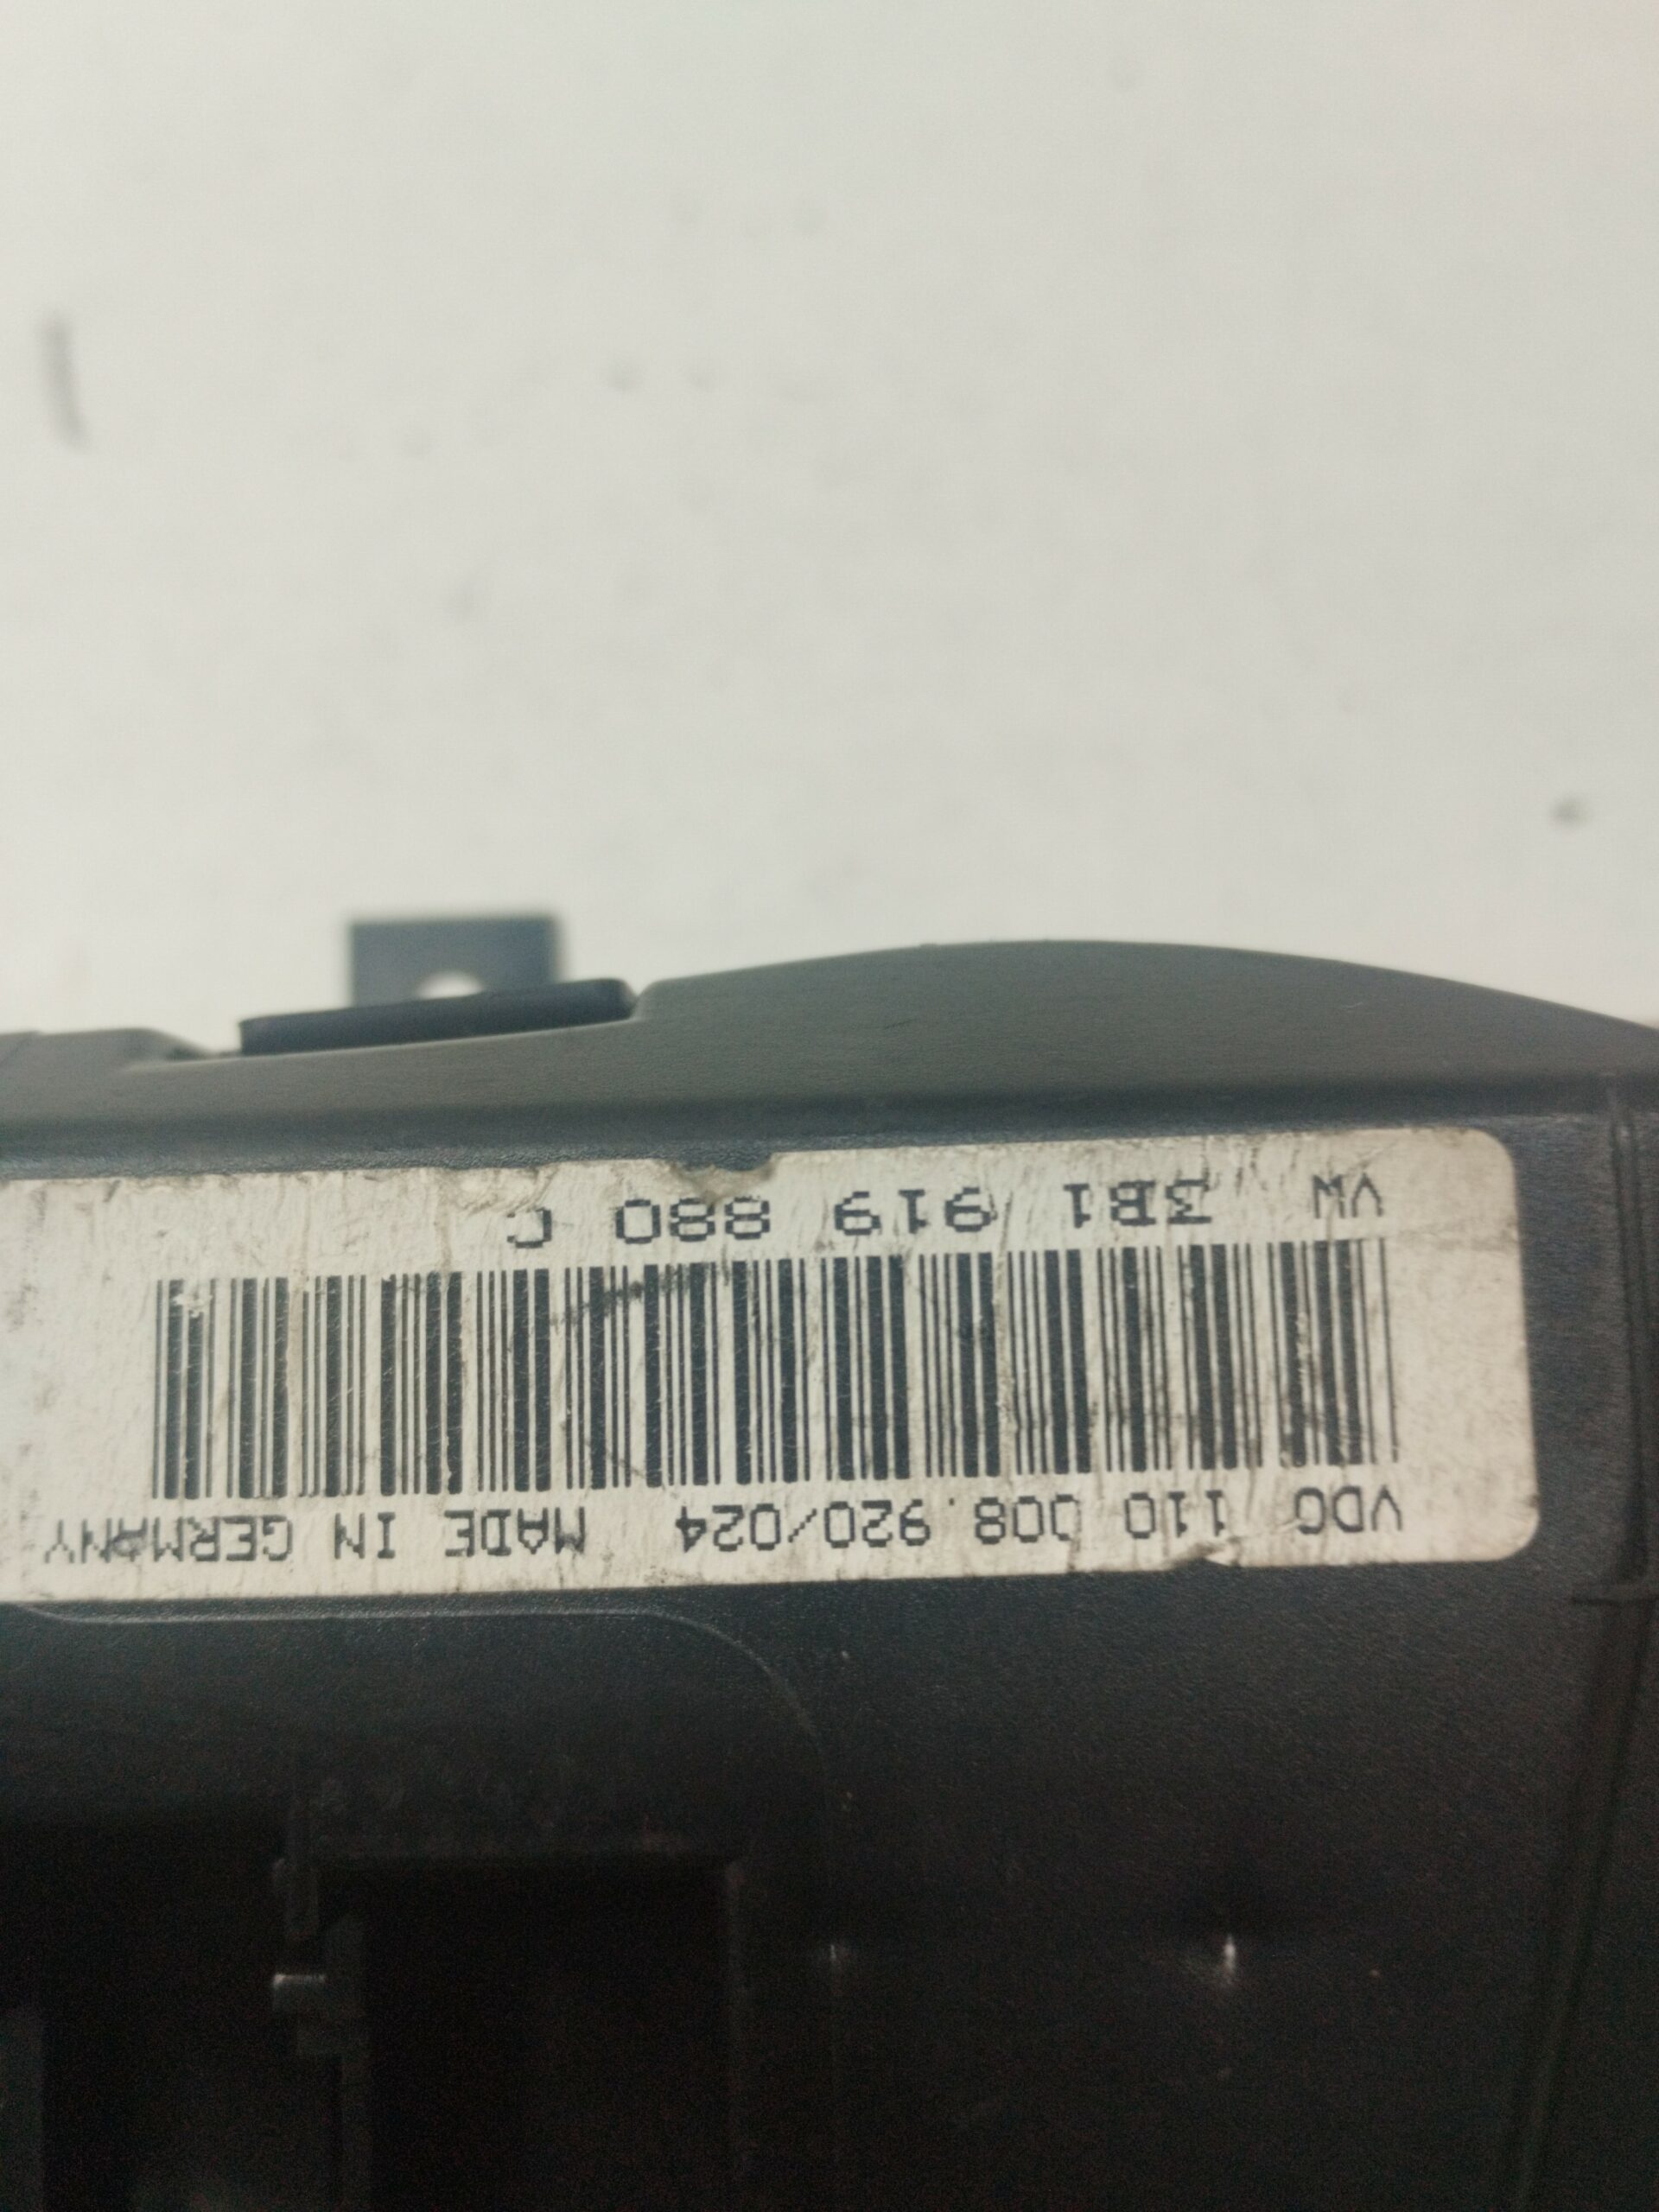 VDO 110 008.920/024 MADE IN GERMANY
VW 3B1 919 880 C